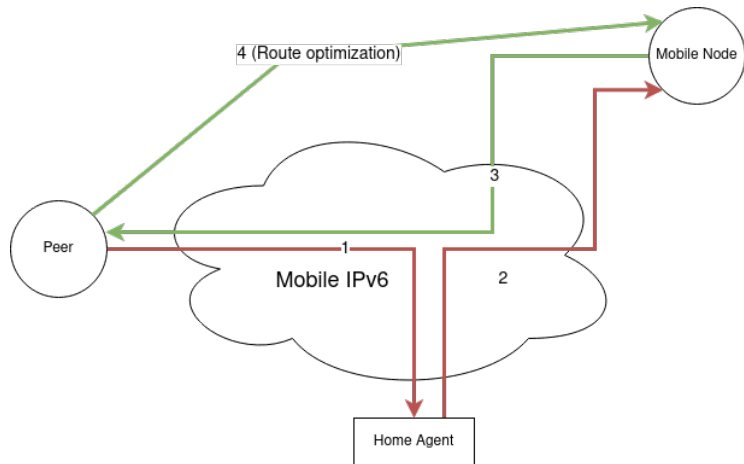 4 (Route optimization)
Mobile Node
3
Peer
1
Mobile IPv6
2
Home Agent